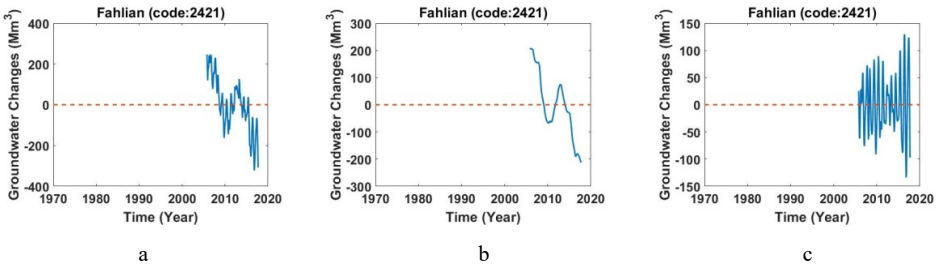 Fahlian (code:2421)
Groundwater Changes (Mm³)
400
200
0
-200
-400
1970 1980 1990 2000 2010 2020
Time (Year)
a
Fahlian (code:2421)
Groundwater Changes (Mm³)
300
200
100
0
-100
-200
-300
1970 1980 1990 2000 2010 2020
Time (Year)
b
Fahlian (code:2421)
Groundwater Changes (Mm³)
150
100
50
0
-50
-100
-150
1970 1980 1990 2000 2010 2020
Time (Year)
c